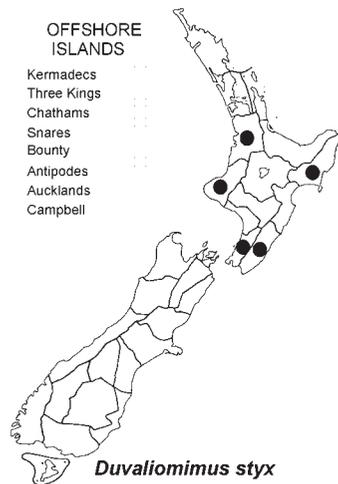 OFFSHORE
ISLANDS
Kermadecs
Three Kings
Chathams
Snares
Bounty
Antipodes
Aucklands
Campbell
Duvaliomimus styx